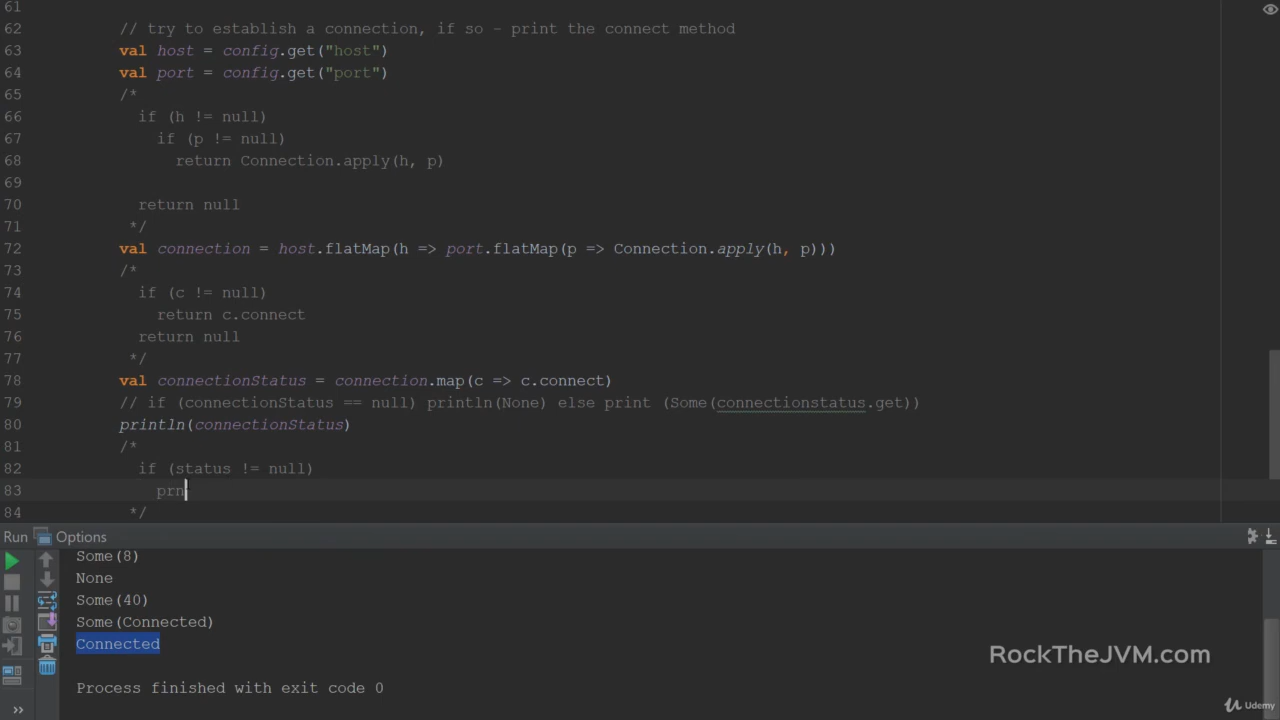 61
62 // try to establish a connection, if so - print the connect method
63 val host = config.get("host")
64 val port = config.get("port")
65 /*
66 if (h != null)
67 if (p != null)
68 return Connection.apply(h, p)
69
70 return null
71 */
72 val connection = host.flatMap(h => port.flatMap(p => Connection.apply(h, p)))
73 /*
74 if (c != null)
75 return c.connect
76 return null
77 */
78 val connectionStatus = connection.map(c => c.connect)
79 // if (connectionStatus == null) println(None) else print (Some(connectionstatus.get))
80 println(connectionStatus)
81 /*
82 if (status != null)
83 prn
84 */
Run Options
Some(8)
None
Some(40)
Some(Connected)
Connected
Process finished with exit code 0
RockTheJVM.com
Udemy